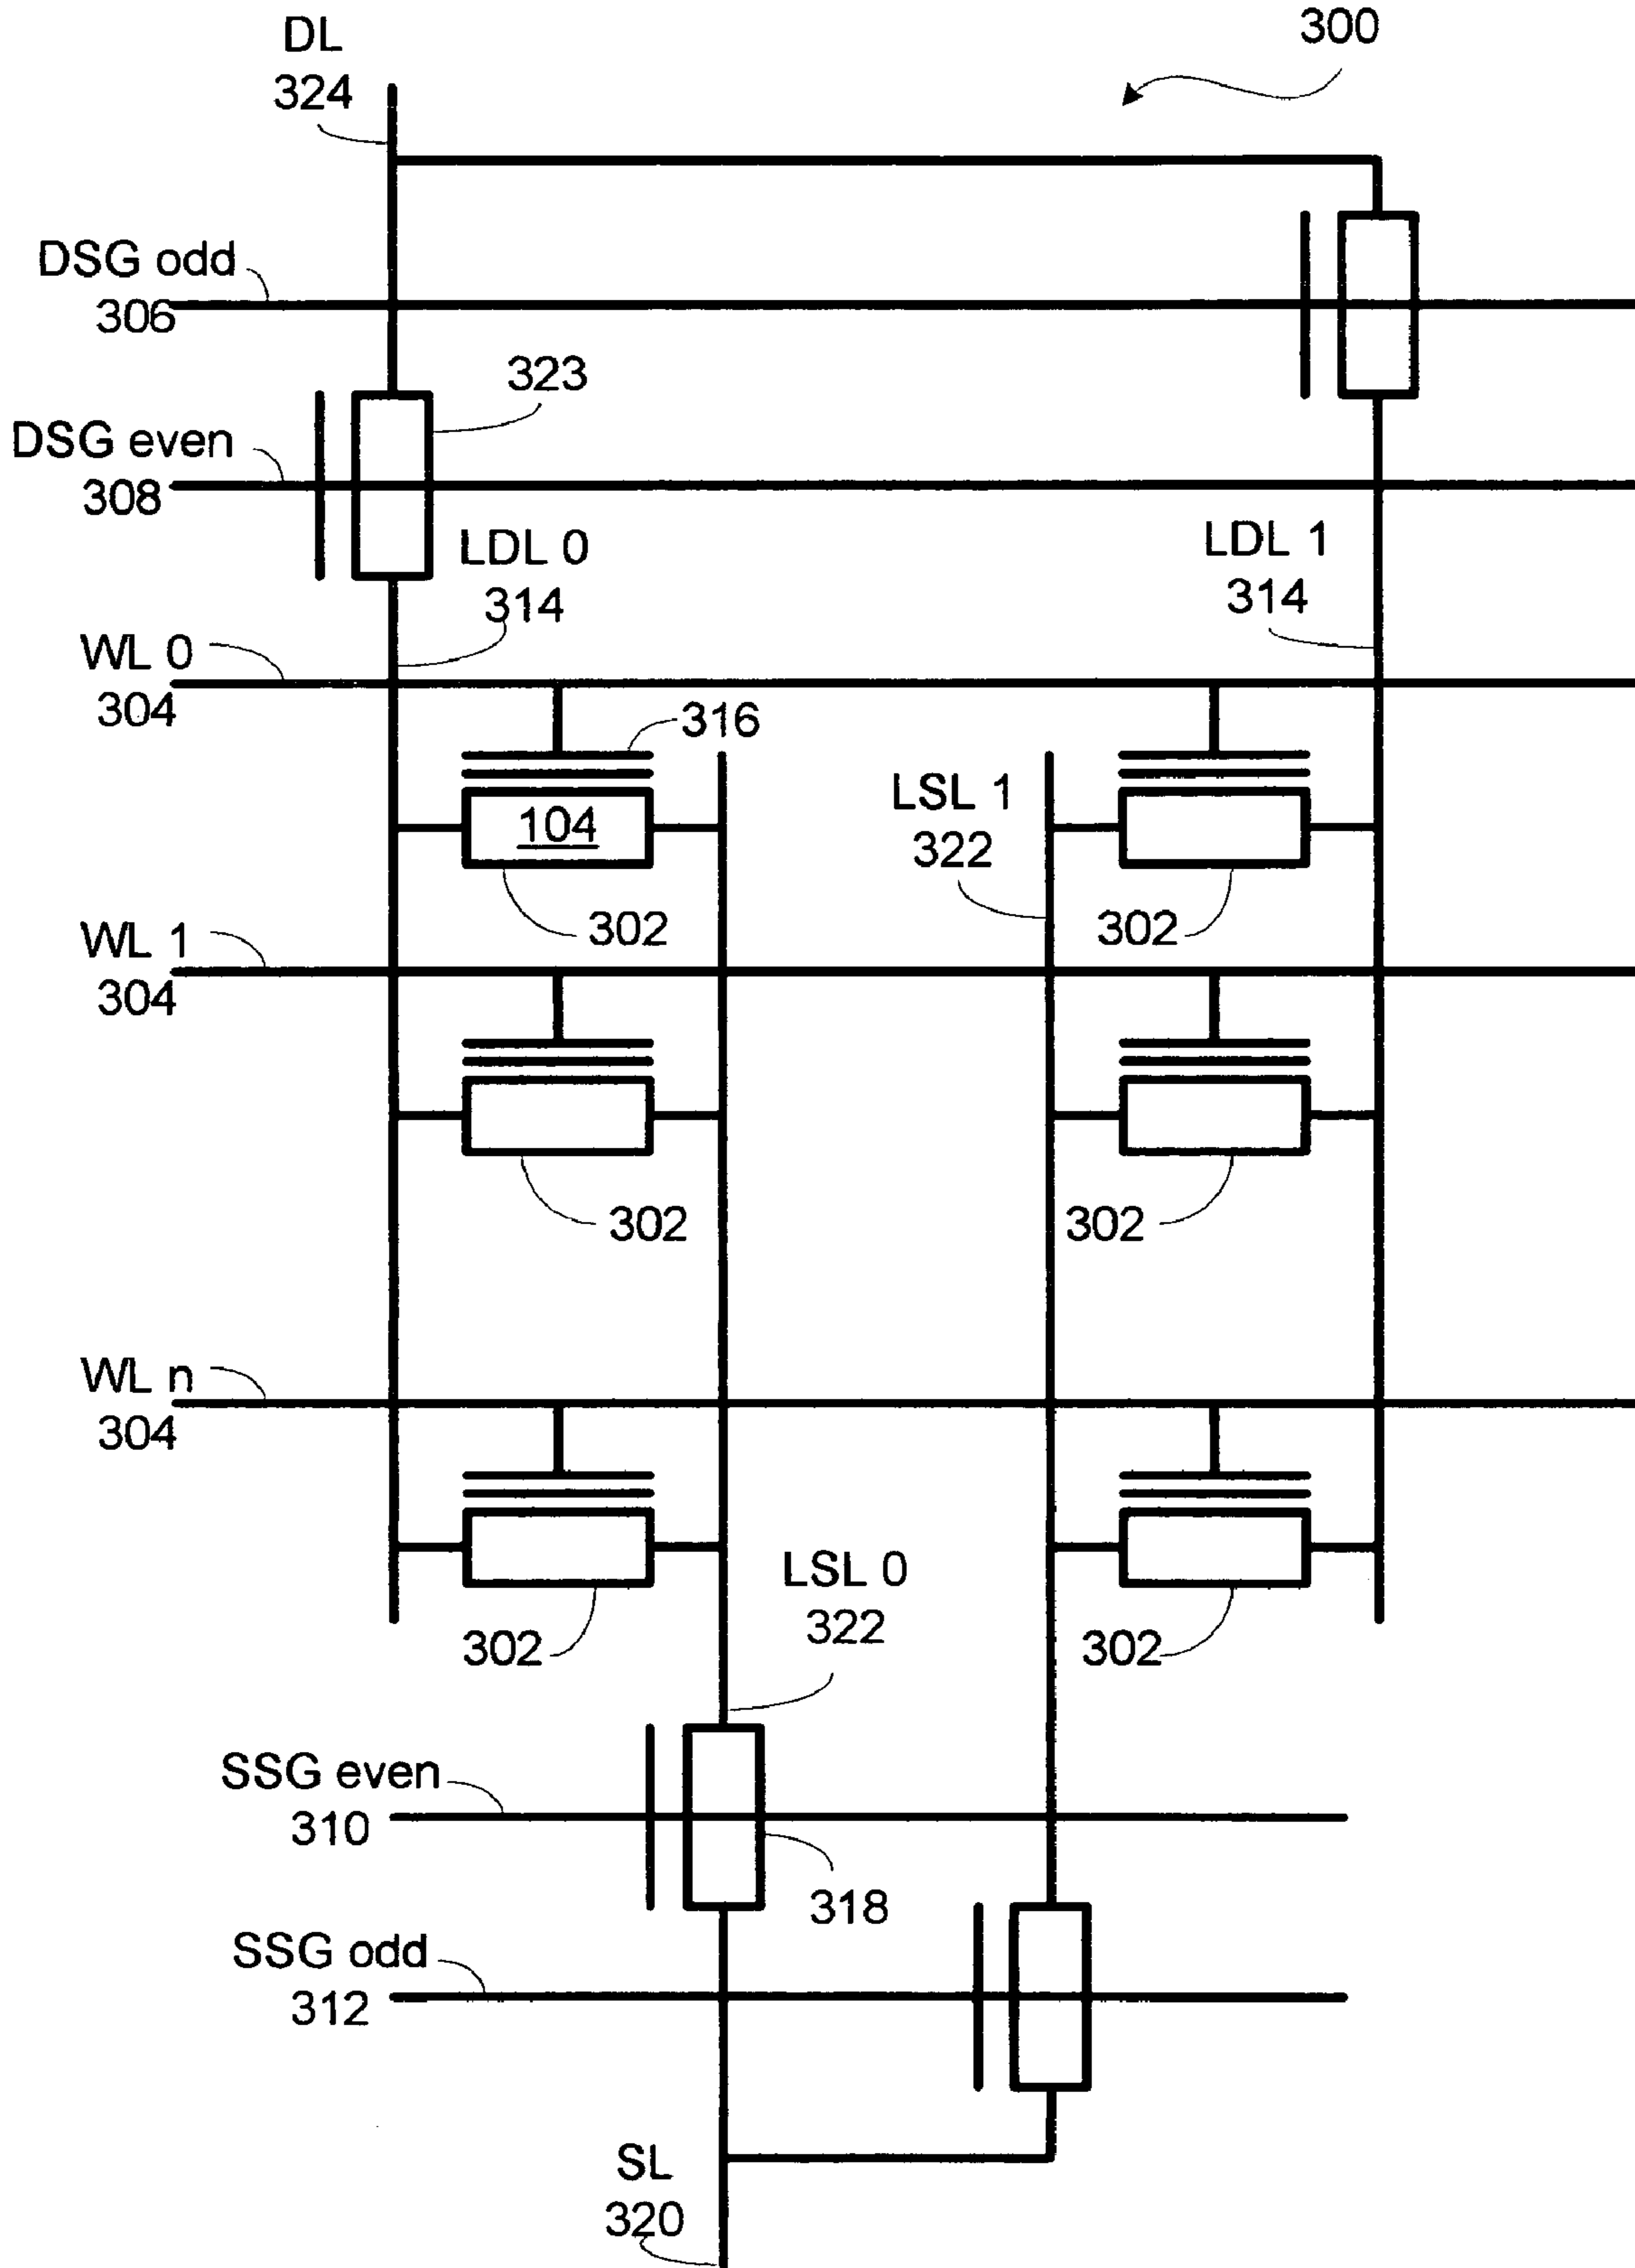 DL
324
300
DSG odd
306
323
DSG even
308
LDL 0
314
LDL 1
314
WL 0
304
316
104
LSL 1
322
302
302
WL 1
304
302
302
WL n
304
LSL 0
322
302
302
SSG even
310
318
SSG odd
312
SL
320